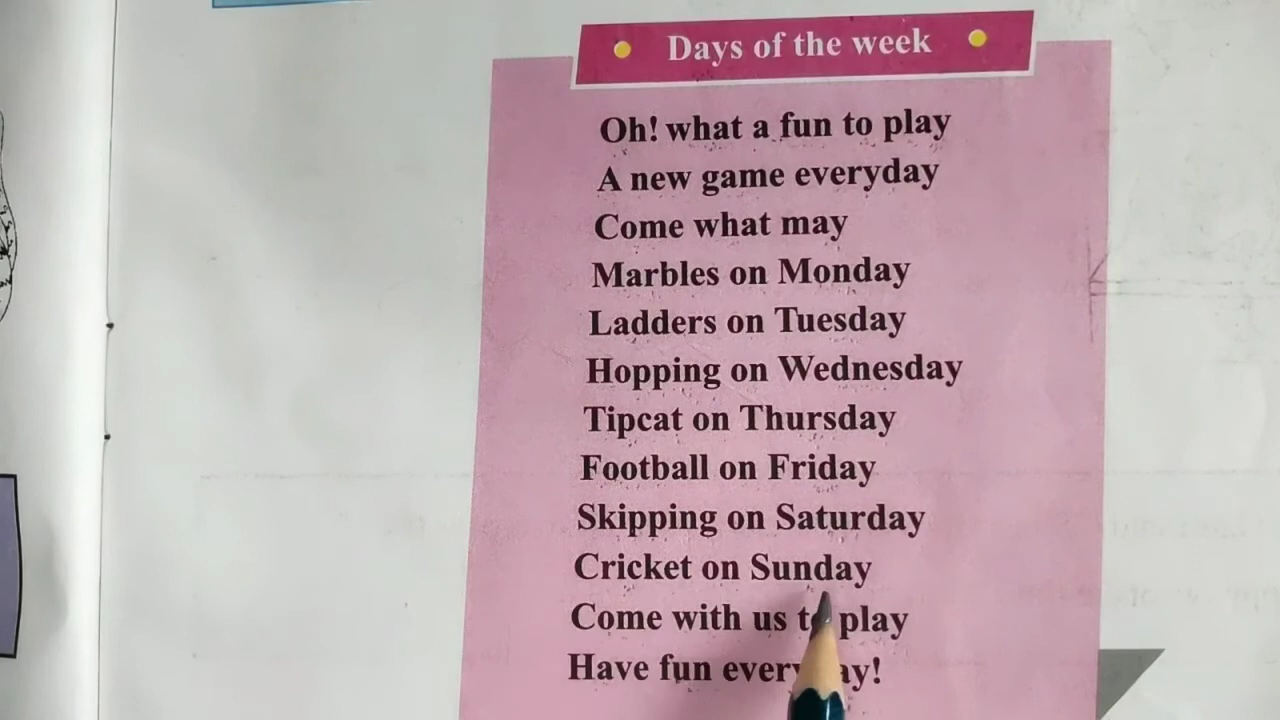 Days of the week
Oh! what a fun to play
A new game everyday
Come what may
Marbles on Monday
Ladders on Tuesday
Hopping on Wednesday
Tipcat on Thursday
Football on Friday
Skipping on Saturday
Cricket on Sunday
Come with us to play
Have fun everyday!